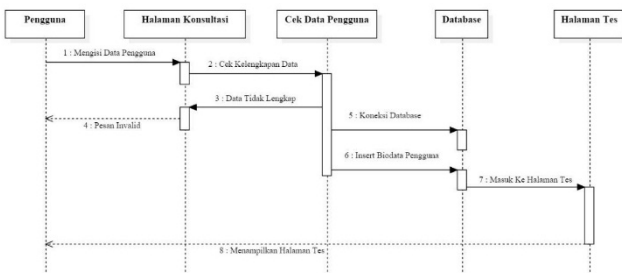 Pengguna
Halaman Konsultasi
Cek Data Pengguna
Database
Halaman Tes
1 : Mengisi Data Pengguna
2 : Cek Kelengkapan Data
3 : Data Tidak Lengkap
4 : Pesan Invalid
5 : Koneksi Database
6 : Insert Biodata Pengguna
7 : Masuk Ke Halaman Tes
8 : Menampilkan Halaman Tes